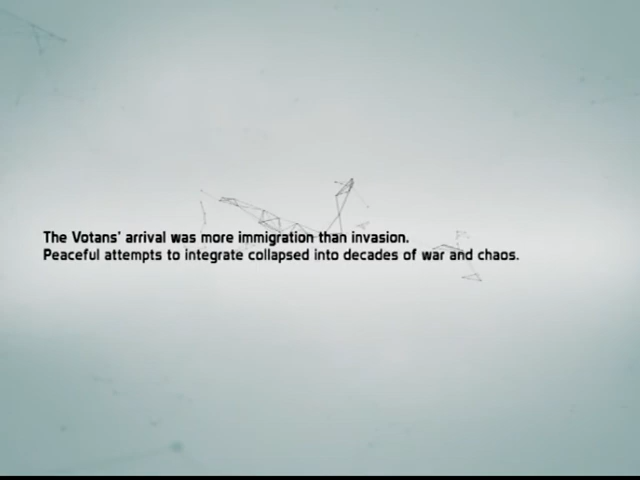 The Votans' arrival was more immigration than invasion.
Peaceful attempts to integrate collapsed into decades of war and chaos.